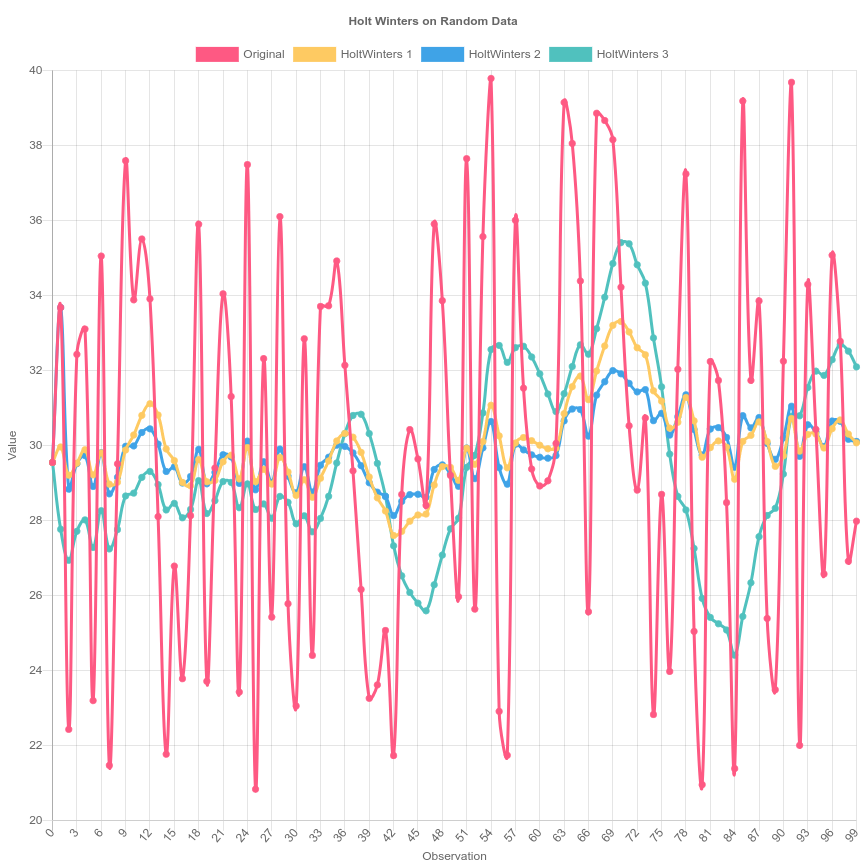 Holt Winters on Random Data
Original HoltWinters 1 HoltWinters 2 HoltWinters 3
40
38
36
34
32
30
28
26
24
22
20
Value
0 3 6 9 12 15 18 21 24 27 30 33 36 39 42 45 48 51 54 57 60 63 66 69 72 75 78 81 84 87 90 93 96 99
Observation